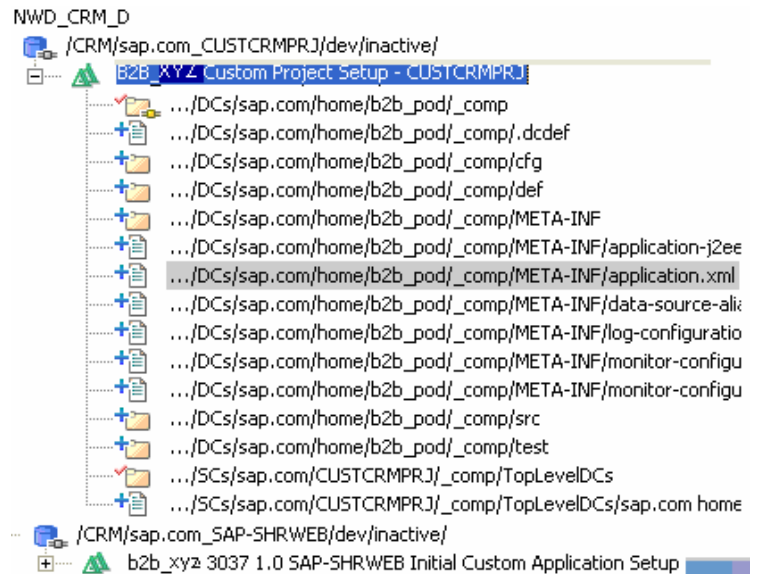 NWD_CRM_D
/CRM/sap.com_CUSTCRMPRJ/dev/inactive/
B2B_XYZ Custom Project Setup - CUSTCRMPRJ
.../DCs/sap.com/home/b2b_pod/_comp
.../DCs/sap.com/home/b2b_pod/_comp/.dcdef
.../DCs/sap.com/home/b2b_pod/_comp/cfg
.../DCs/sap.com/home/b2b_pod/_comp/def
.../DCs/sap.com/home/b2b_pod/_comp/META-INF
.../DCs/sap.com/home/b2b_pod/_comp/META-INF/application-j2ee
.../DCs/sap.com/home/b2b_pod/_comp/META-INF/application.xml
.../DCs/sap.com/home/b2b_pod/_comp/META-INF/data-source-alia
.../DCs/sap.com/home/b2b_pod/_comp/META-INF/log-configuratio
.../DCs/sap.com/home/b2b_pod/_comp/META-INF/monitor-configu
.../DCs/sap.com/home/b2b_pod/_comp/META-INF/monitor-configu
.../DCs/sap.com/home/b2b_pod/_comp/src
.../DCs/sap.com/home/b2b_pod/_comp/test
.../SCs/sap.com/CUSTCRMPRJ/_comp/TopLevelDCs
.../SCs/sap.com/CUSTCRMPRJ/_comp/TopLevelDCs/sap.com home
/CRM/sap.com_SAP-SHRWEB/dev/inactive/
b2b_xyz 3037 1.0 SAP-SHRWEB Initial Custom Application Setup